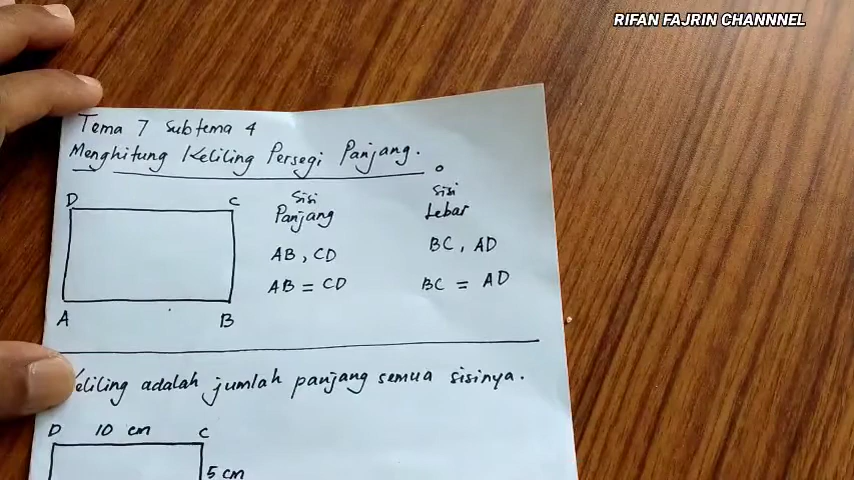 RIFAN FAJRIN CHANNNEL
Tema 7 Subtema 4
Menghitung Keliling Persegi Panjang.
D C
A B
Sisi
Panjang
AB, CD
AB = CD
Sisi
Lebar
BC, AD
BC = AD
eliling adalah jumlah panjang semua sisinya.
D 10 cm C
5 cm